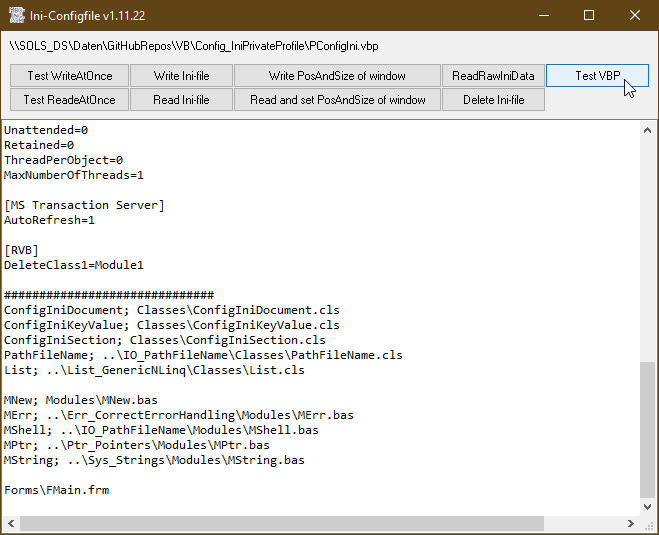 Ini-Configfile v1.11.22
\\SOLS_DS\Daten\GitHubRepos\VB\Config_IniPrivateProfile\PConfigIni.vbp
Test WriteAtOnce Write Ini-file Write PosAndSize of window ReadRawIniData Test VBP
Test ReadeAtOnce Read Ini-file Read and set PosAndSize of window Delete Ini-file
Unattended=0
Retained=0
ThreadPerObject=0
MaxNumberOfThreads=1
[MS Transaction Server]
AutoRefresh=1
[RVB]
DeleteClass1=Module1
##############################
ConfigIniDocument; Classes\ConfigIniDocument.cls
ConfigIniKeyValue; Classes\ConfigIniKeyValue.cls
ConfigIniSection; Classes\ConfigIniSection.cls
PathFileName; ..\IO_PathFileName\Classes\PathFileName.cls
List; ..\List_GenericNLinq\Classes\List.cls
MNew; Modules\MNew.bas
MErr; ..\Err_CorrectErrorHandling\Modules\MErr.bas
MShell; ..\IO_PathFileName\Modules\MShell.bas
MPtr; ..\Ptr_Pointers\Modules\MPtr.bas
MString; ..\Sys_Strings\Modules\MString.bas
Forms\FMain.frm